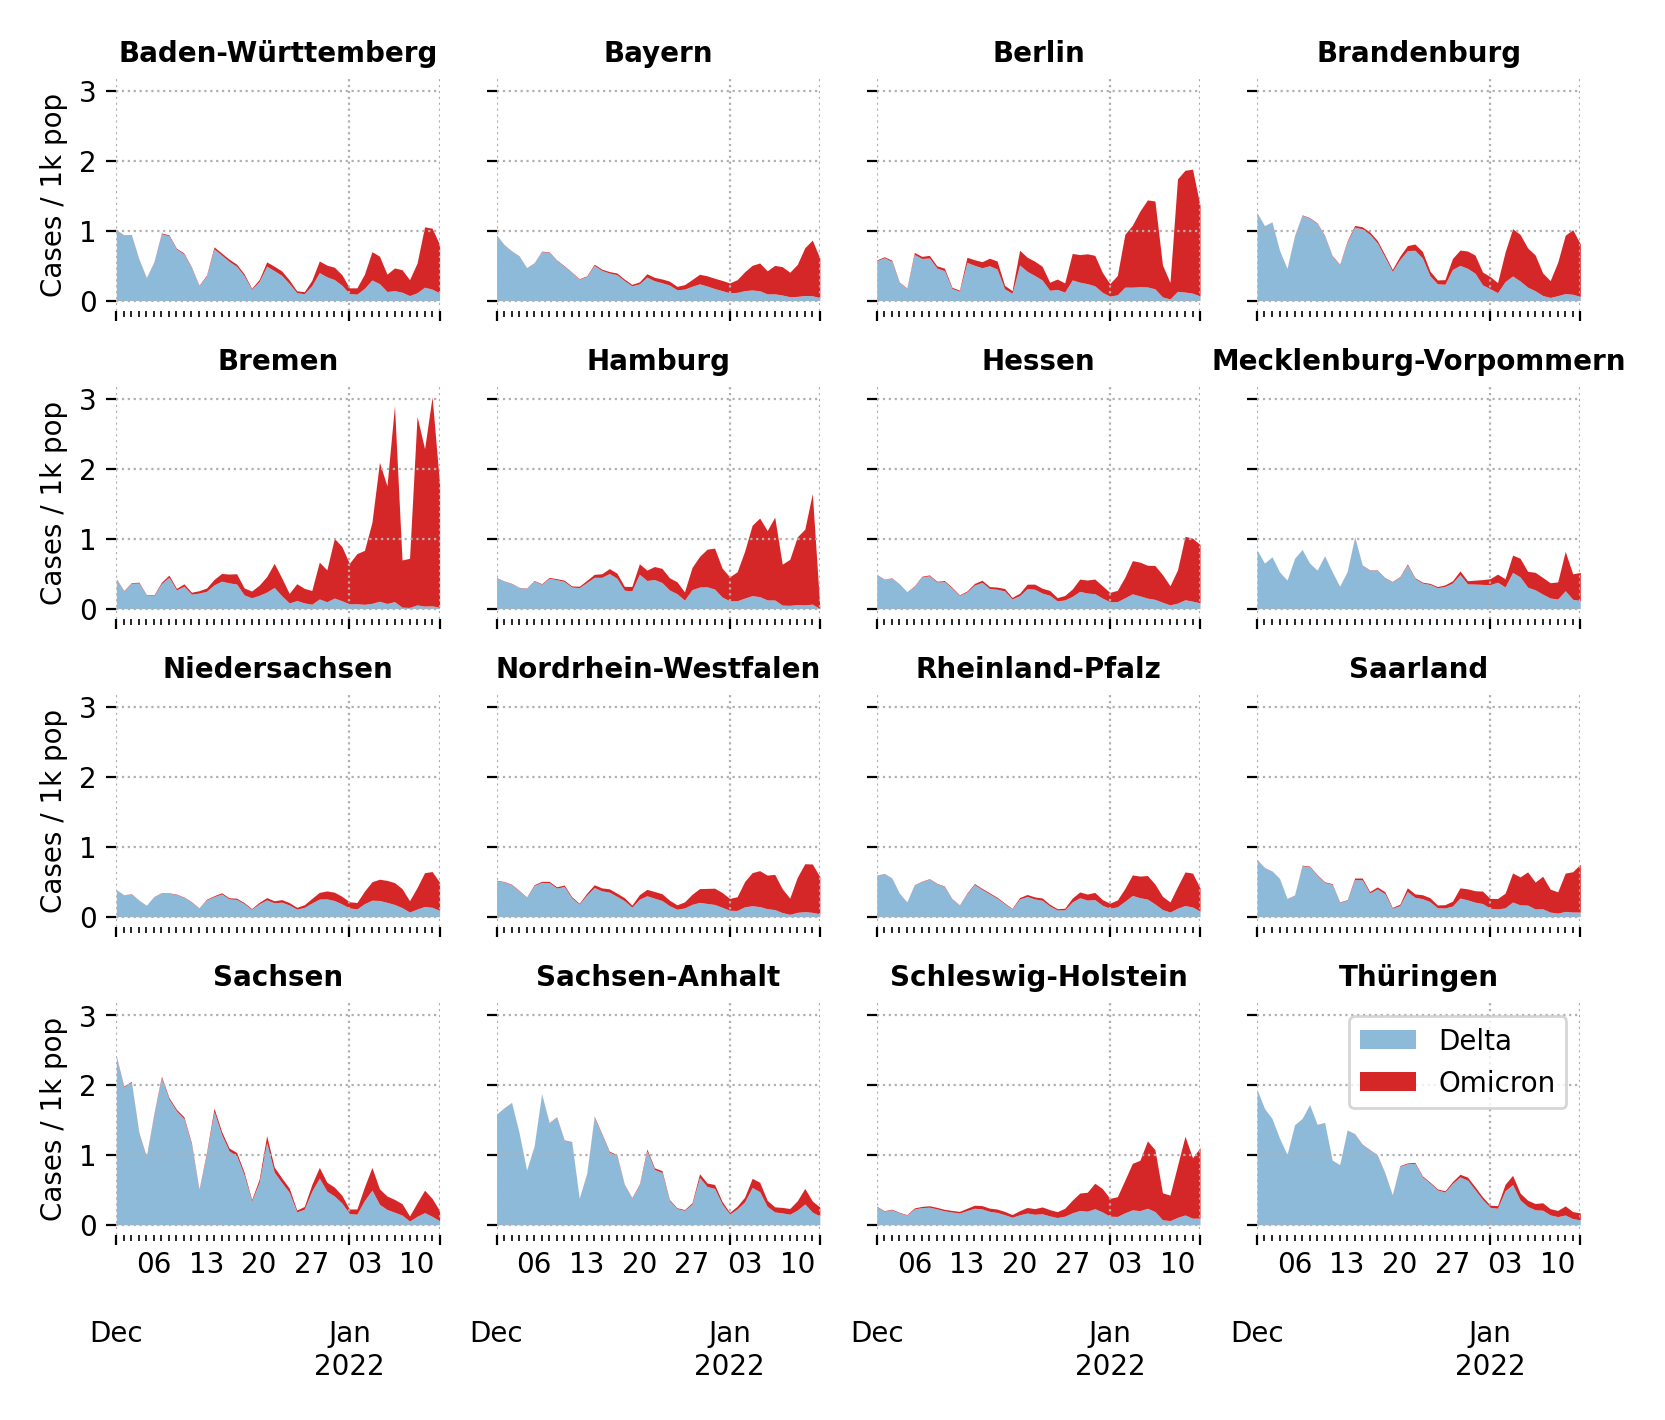 Baden-Württemberg
Bayern
Berlin
Brandenburg
Cases / 1k pop
3
2
1
0
Bremen
Hamburg
Hessen
Mecklenburg-Vorpommern
Cases / 1k pop
3
2
1
0
Niedersachsen
Nordrhein-Westfalen
Rheinland-Pfalz
Saarland
Cases / 1k pop
3
2
1
0
Sachsen
Sachsen-Anhalt
Schleswig-Holstein
Thüringen
Cases / 1k pop
3
2
1
0
Delta
Omicron
06 13 20 27 03 10
06 13 20 27 03 10
06 13 20 27 03 10
06 13 20 27 03 10
Dec Jan
2022
Dec Jan
2022
Dec Jan
2022
Dec Jan
2022